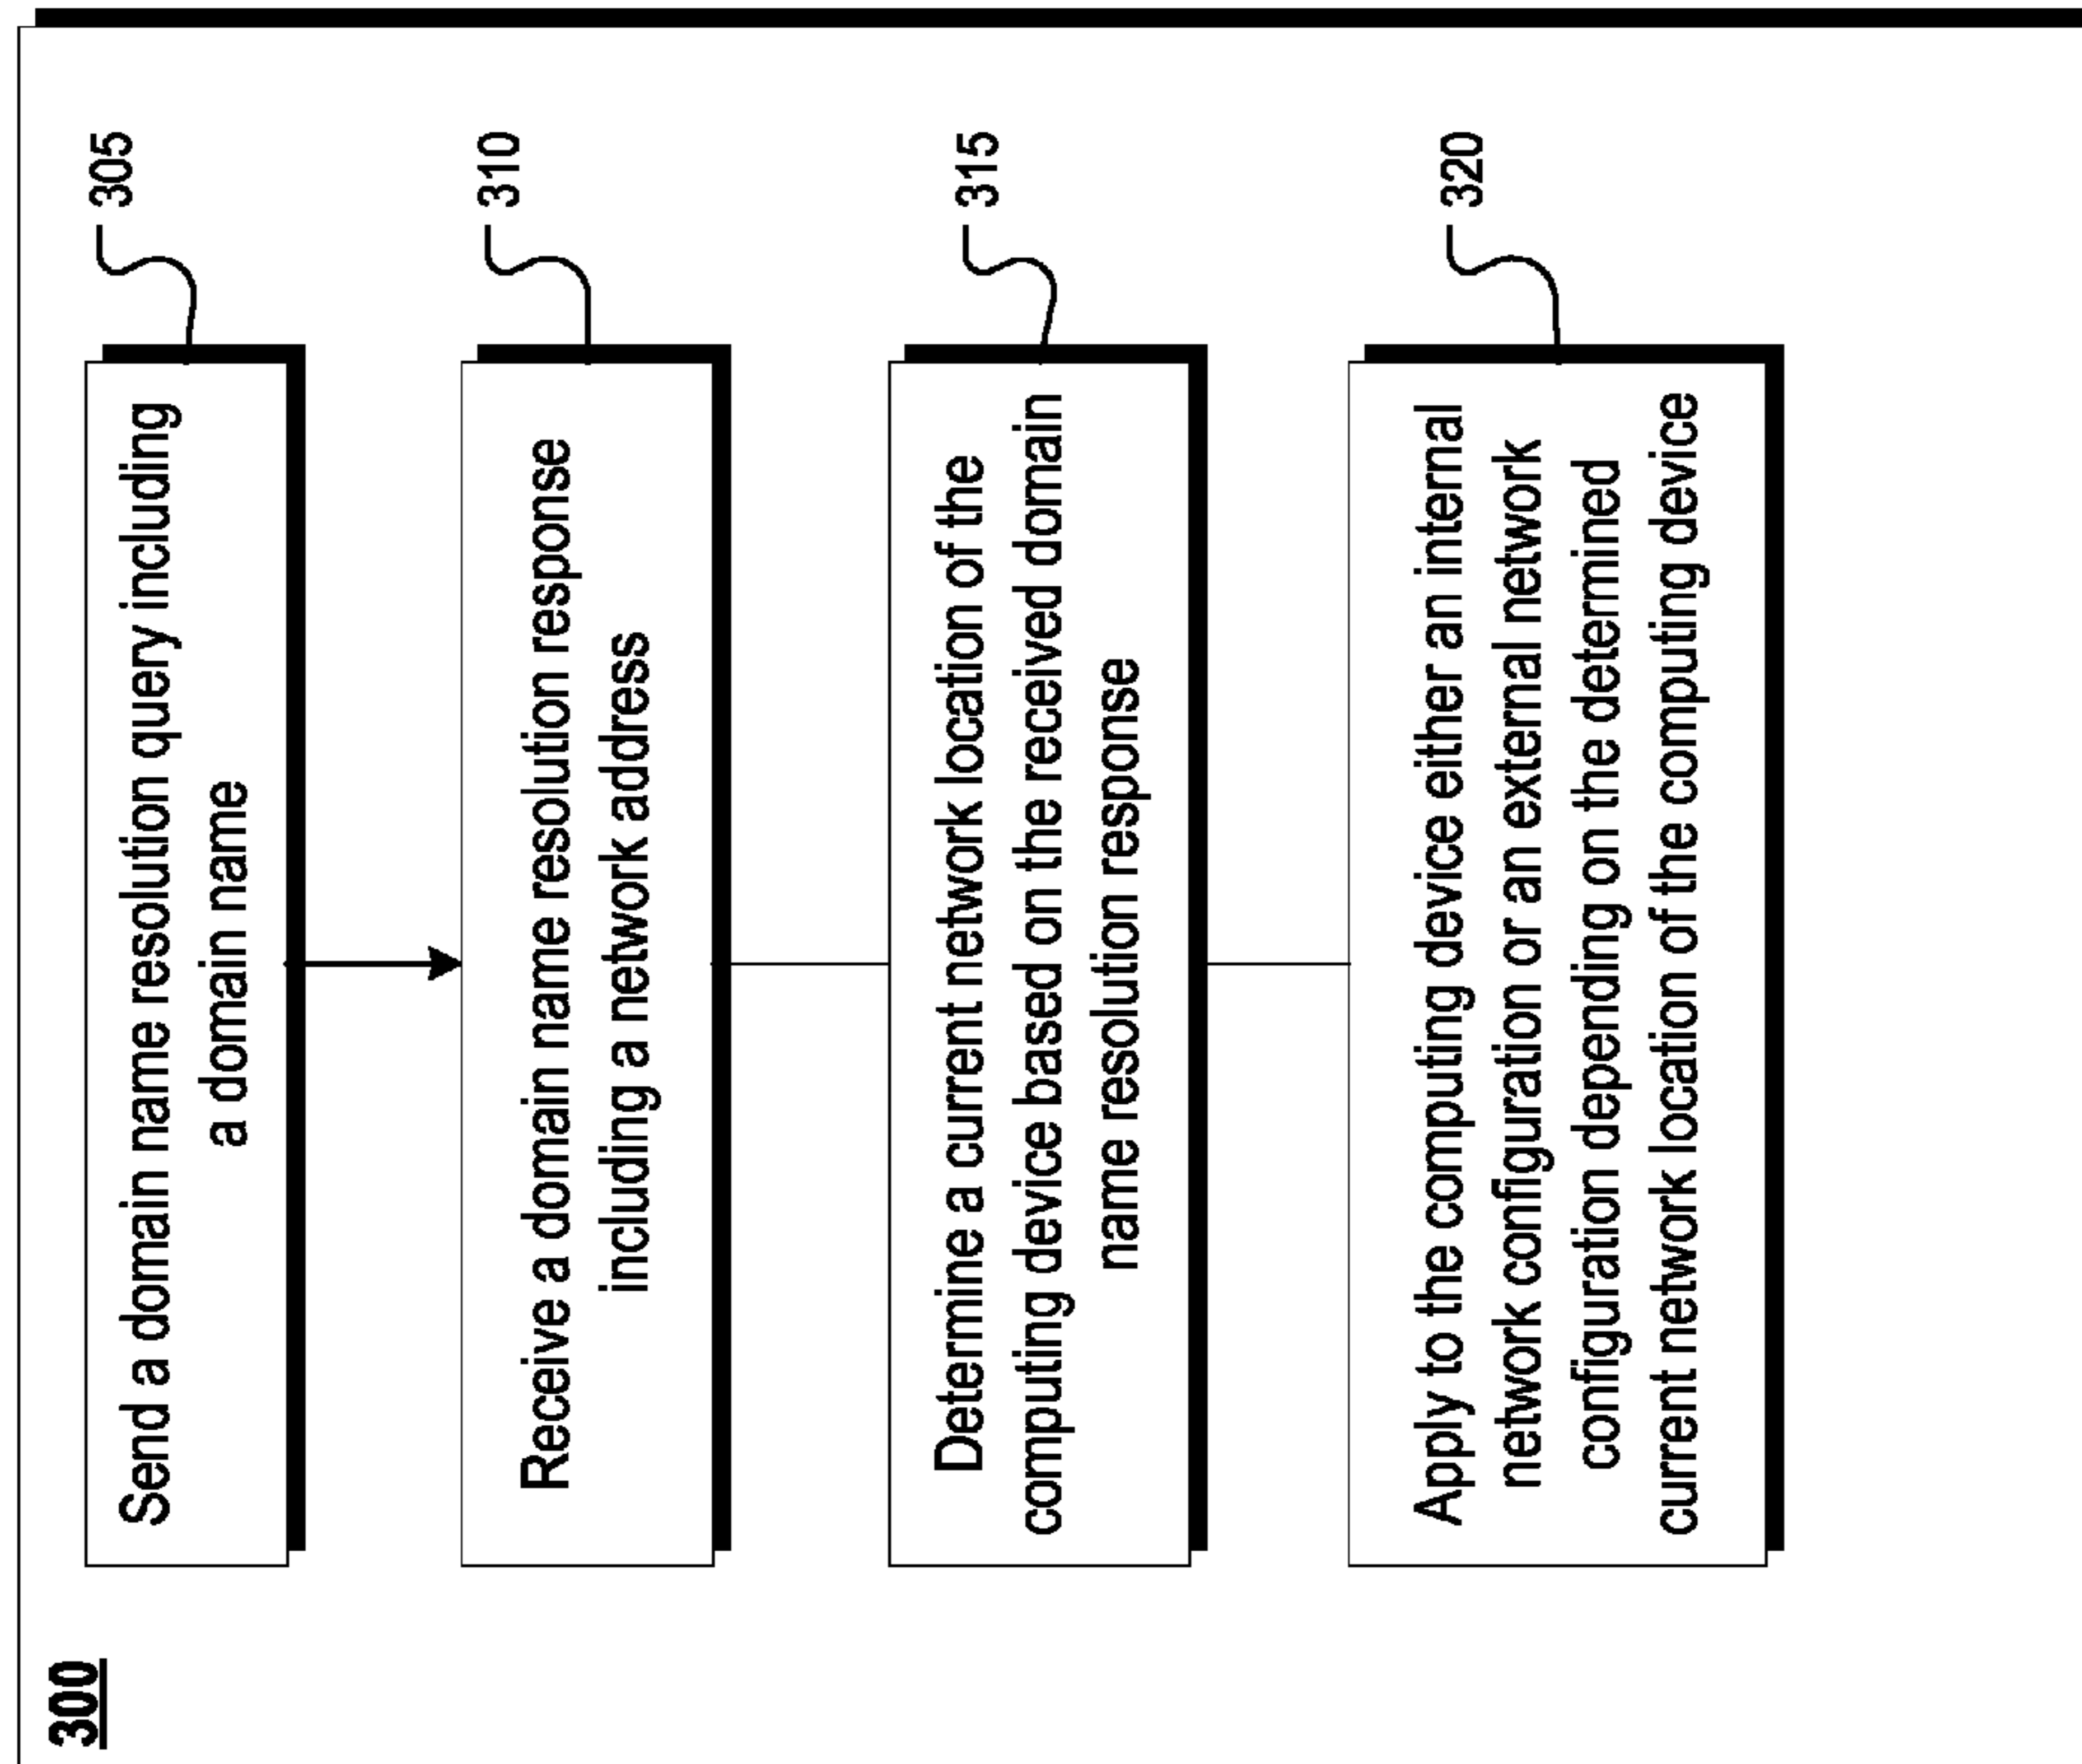 300
Send a domain name resolution query including
a domain name
305
Receive a domain name resolution response
including a network address
310
Determine a current network location of the
computing device based on the received domain
name resolution response
315
Apply to the computing device either an internal
network configuration or an external network
configuration depending on the determined
current network location of the computing device
320